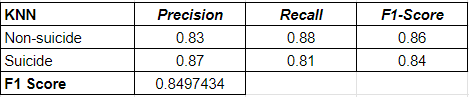 KNN Precision Recall F1-Score
Non-suicide 0.83 0.88 0.86
Suicide 0.87 0.81 0.84
F1 Score 0.8497434